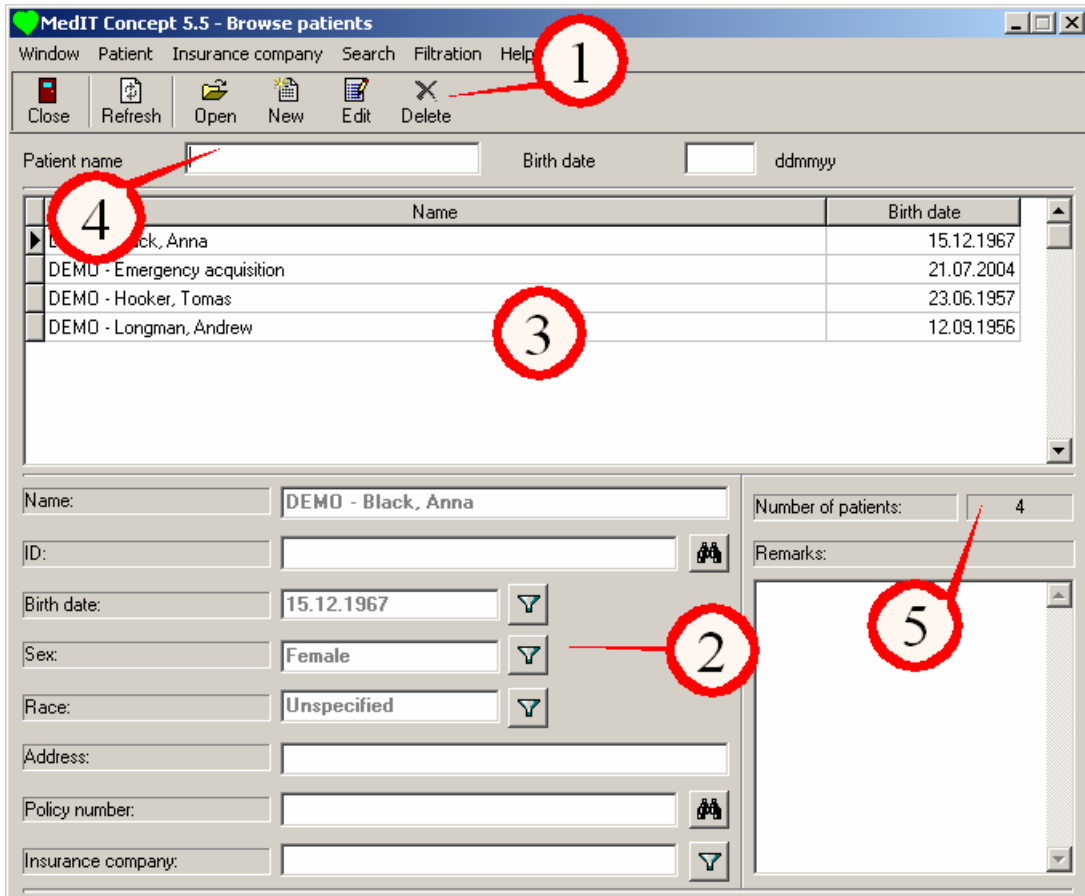 MedIT Concept 5.5 - Browse patients
Window Patient Insurance company Search Filtration Help
1
Close Refresh Open New Edit Delete
Patient name Birth date ddmmyy
4
Name Birth date
ck, Anna 15.12.1967
DEMO - Emergency acquisition 21.07.2004
DEMO - Hooker, Tomas 23.06.1957
DEMO - Longman, Andrew 12.09.1956
3
Name: DEMO - Black, Anna Number of patients: 4
ID: Remarks:
Birth date: 15.12.1967
5
Sex: Female
2
Race: Unspecified
Address:
Policy number:
Insurance company: